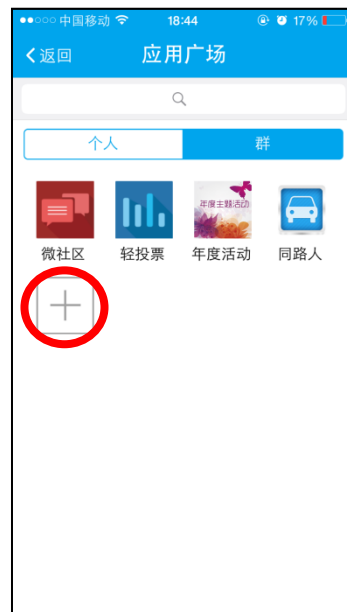 中国移动 18:44 17%
返回 应用广场
个人 群
年度主题活动
微社区 轻投票 年度活动 同路人